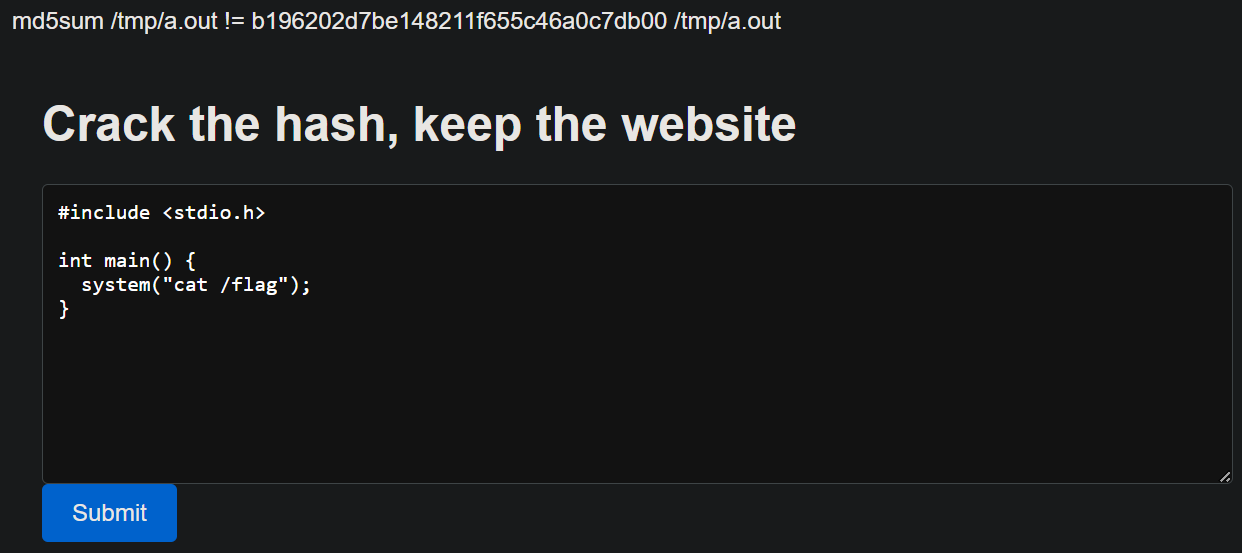 md5sum /tmp/a.out != b196202d7be148211f655c46a0c7db00 /tmp/a.out
Crack the hash, keep the website
#include <stdio.h>
int main() {
  system("cat /flag");
}
Submit